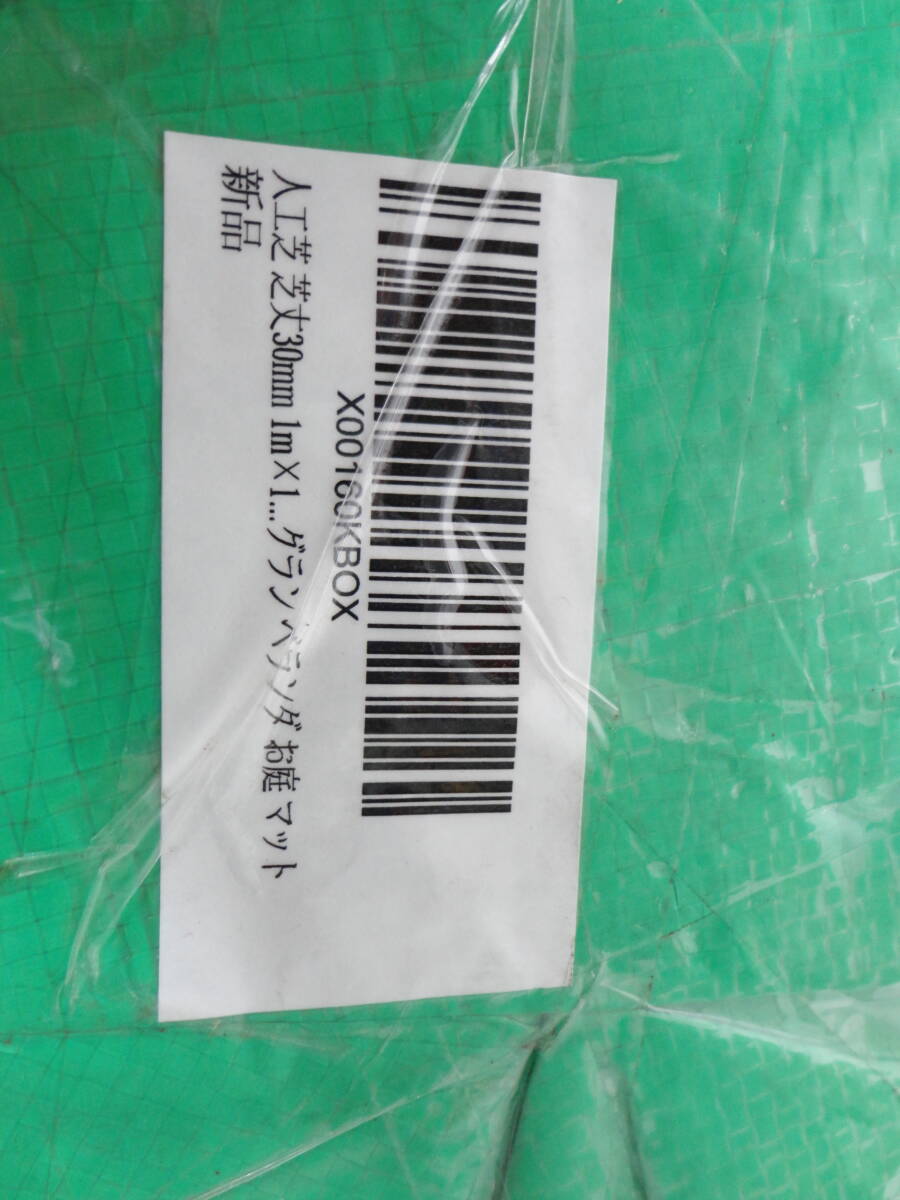 X00160KBOX
人工芝 芝丈30mm 1m×1...グラン ベランダ お庭 マット
新品